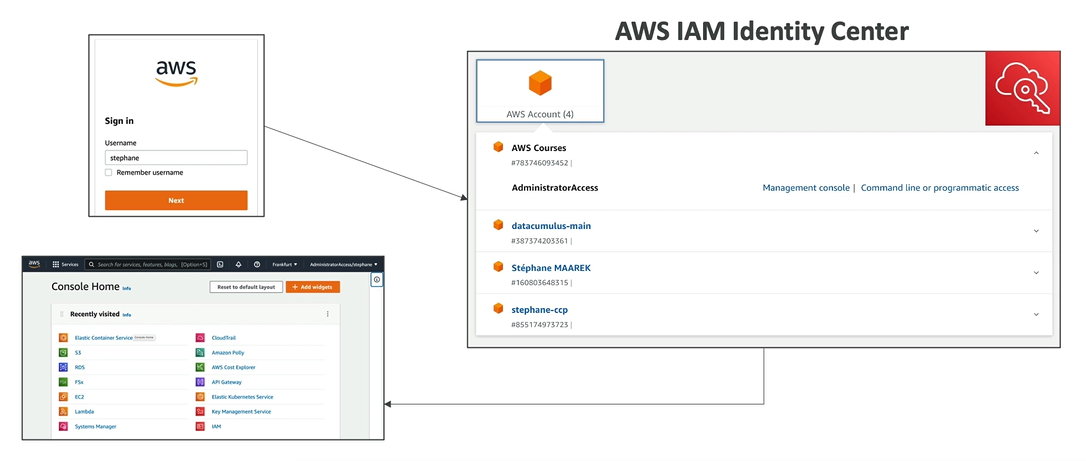 AWS IAM Identity Center
aws
Sign in
Username
stephane
Remember username
Next
AWS Account (4)
AWS Courses
#783746093452 |
AdministratorAccess
Management console | Command line or programmatic access
datacumulus-main
#387374203361 |
Stéphane MAAREK
#160803648315 |
stephane-ccp
#855174973723 |
aws Services Search for services, features, blogs, [Option+S] Frankfurt AdministratorAccess/stephane
Console Home Info
Reset to default layout + Add widgets
Recently visited Info
Elastic Container Service Console Home
CloudTrail
S3
Amazon Polly
RDS
AWS Cost Explorer
FSx
API Gateway
EC2
Elastic Kubernetes Service
Lambda
Key Management Service
Systems Manager
IAM